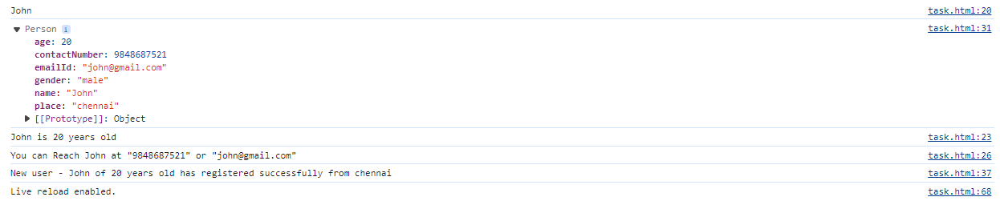 John task.html:20
▼ Person i task.html:31
age: 20
contactNumber: 9848687521
emailId: "john@gmail.com"
gender: "male"
name: "John"
place: "chennai"
▶ [[Prototype]]: Object
John is 20 years old task.html:23
You can Reach John at "9848687521" or "john@gmail.com" task.html:26
New user - John of 20 years old has registered successfully from chennai task.html:37
Live reload enabled. task.html:68